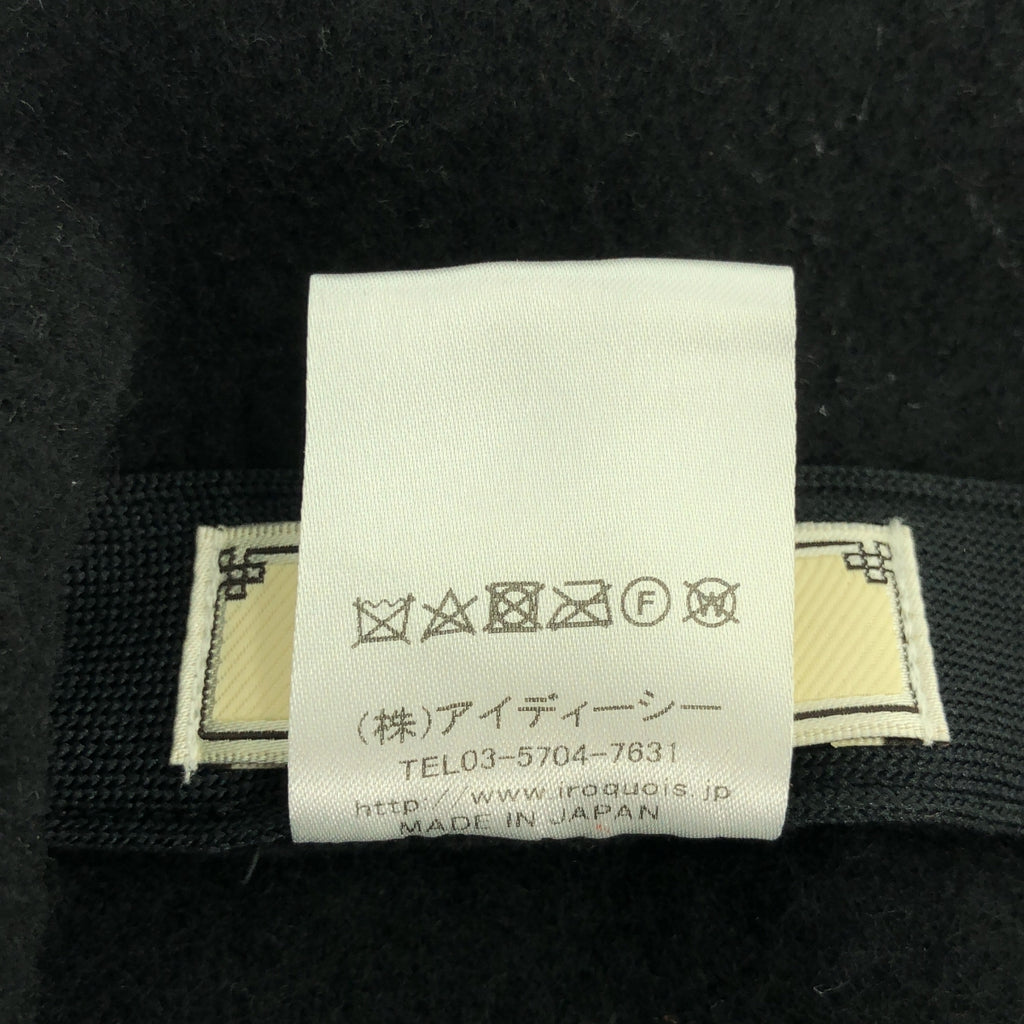 F W
(株)アイディーシー
TEL03-5704-7631
http://www.iroquois.jp
MADE IN JAPAN